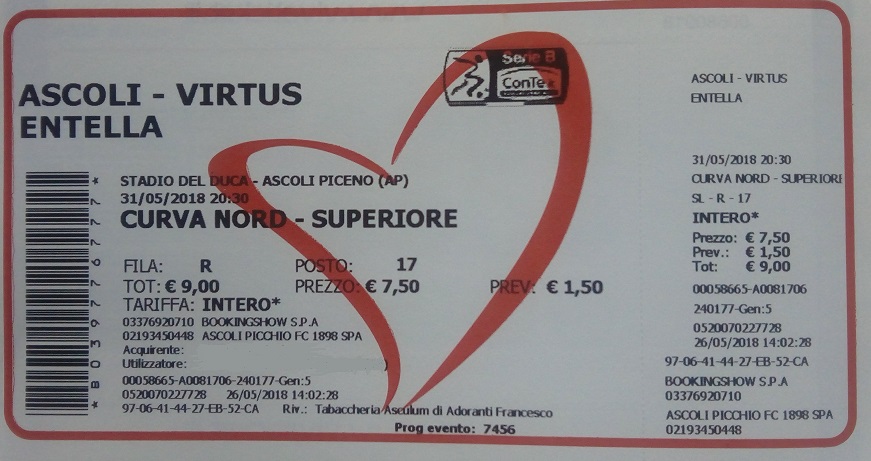 ASCOLI - VIRTUS
ENTELLA
Serie B
ConTe.it
STADIO DEL DUCA - ASCOLI PICENO (AP)
31/05/2018 20:30
CURVA NORD - SUPERIORE
FILA: R POSTO: 17
TOT: € 9,00 PREZZO: € 7,50 PREV: € 1,50
TARIFFA: INTERO*
03376920710 BOOKINGSHOW S.P.A
02193450448 ASCOLI PICCHIO FC 1898 SPA
Acquirente:
Utilizzatore: )
00058665-A0081706-240177-Gen:5
0520070227728 26/05/2018 14:02:28
97-06-41-44-27-EB-52-CA Riv.: Tabaccheria Asculum di Adoranti Francesco
Prog evento: 7456
ASCOLI - VIRTUS
ENTELLA
31/05/2018 20:30
CURVA NORD - SUPERIORE
SL - R - 17
INTERO*
Prezzo: € 7,50
Prev.: € 1,50
Tot: € 9,00
00058665-A0081706
240177-Gen:5
0520070227728
26/05/2018 14:02:28
97-06-41-44-27-EB-52-CA
BOOKINGSHOW S.P.A
03376920710
ASCOLI PICCHIO FC 1898 SPA
02193450448